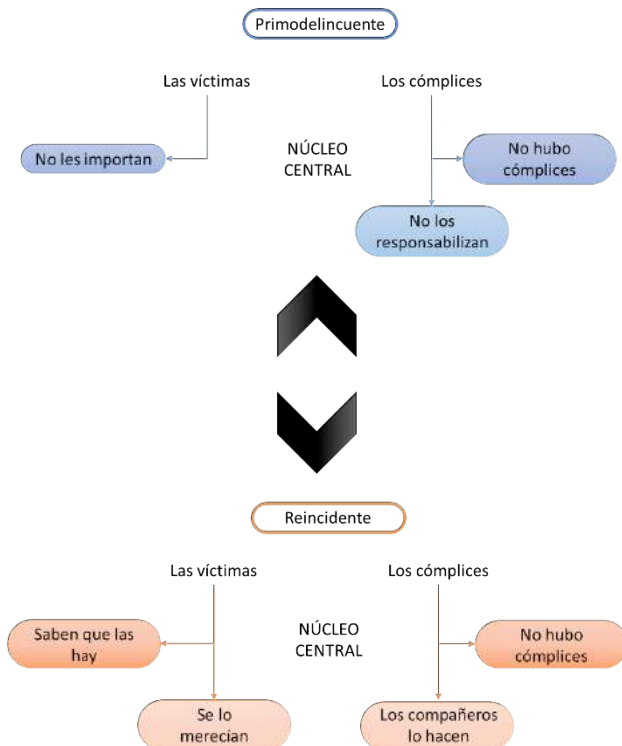 Primodelincuente
Las víctimas
Los cómplices
No les importan
NÚCLEO
CENTRAL
No hubo
cómplices
No los
responsabilizan
Reincidente
Las víctimas
Los cómplices
Saben que las
hay
NÚCLEO
CENTRAL
No hubo
cómplices
Se lo
merecían
Los compañeros
lo hacen